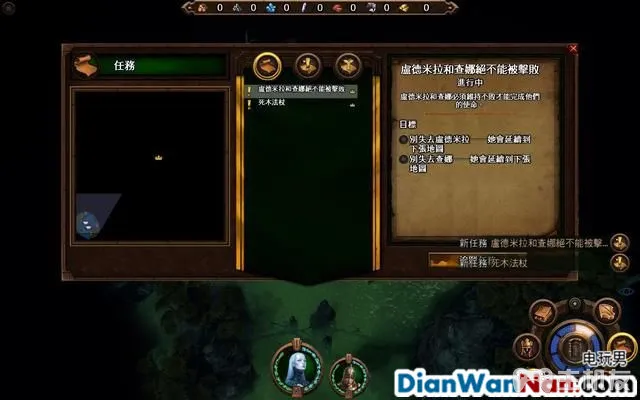 0 0 0 0 0 0 0
任務
盧德米拉和查娜絕不能被擊敗
死木法杖
盧德米拉和查娜絕不能被擊敗
進行中
盧德米拉和查娜必須維持不敗才能完成他們
的使命。
目標
別失去盧德米拉——她會延續到
下張地圖
別失去查娜——她會延續到下張
地圖
新任務 盧德米拉和查娜絕不能被擊...
新任務 死木法杖
电玩男
DianWanNan.com